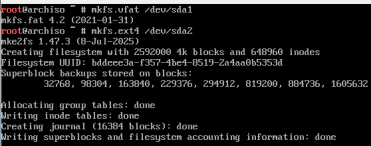 root@archiso ~ # mkfs.vfat /dev/sda1
mkfs.fat 4.2 (2021-01-31)
root@archiso ~ # mkfs.ext4 /dev/sda2
mke2fs 1.47.3 (8-Jul-2025)
Creating filesystem with 2592000 4k blocks and 648960 inodes
Filesystem UUID: bddeee3a-f357-4be4-8519-2a4aa0b5353d
Superblock backups stored on blocks:
32768, 98304, 163840, 229376, 294912, 819200, 884736, 1605632
Allocating group tables: done
Writing inode tables: done
Creating journal (16384 blocks): done
Writing superblocks and filesystem accounting information: done